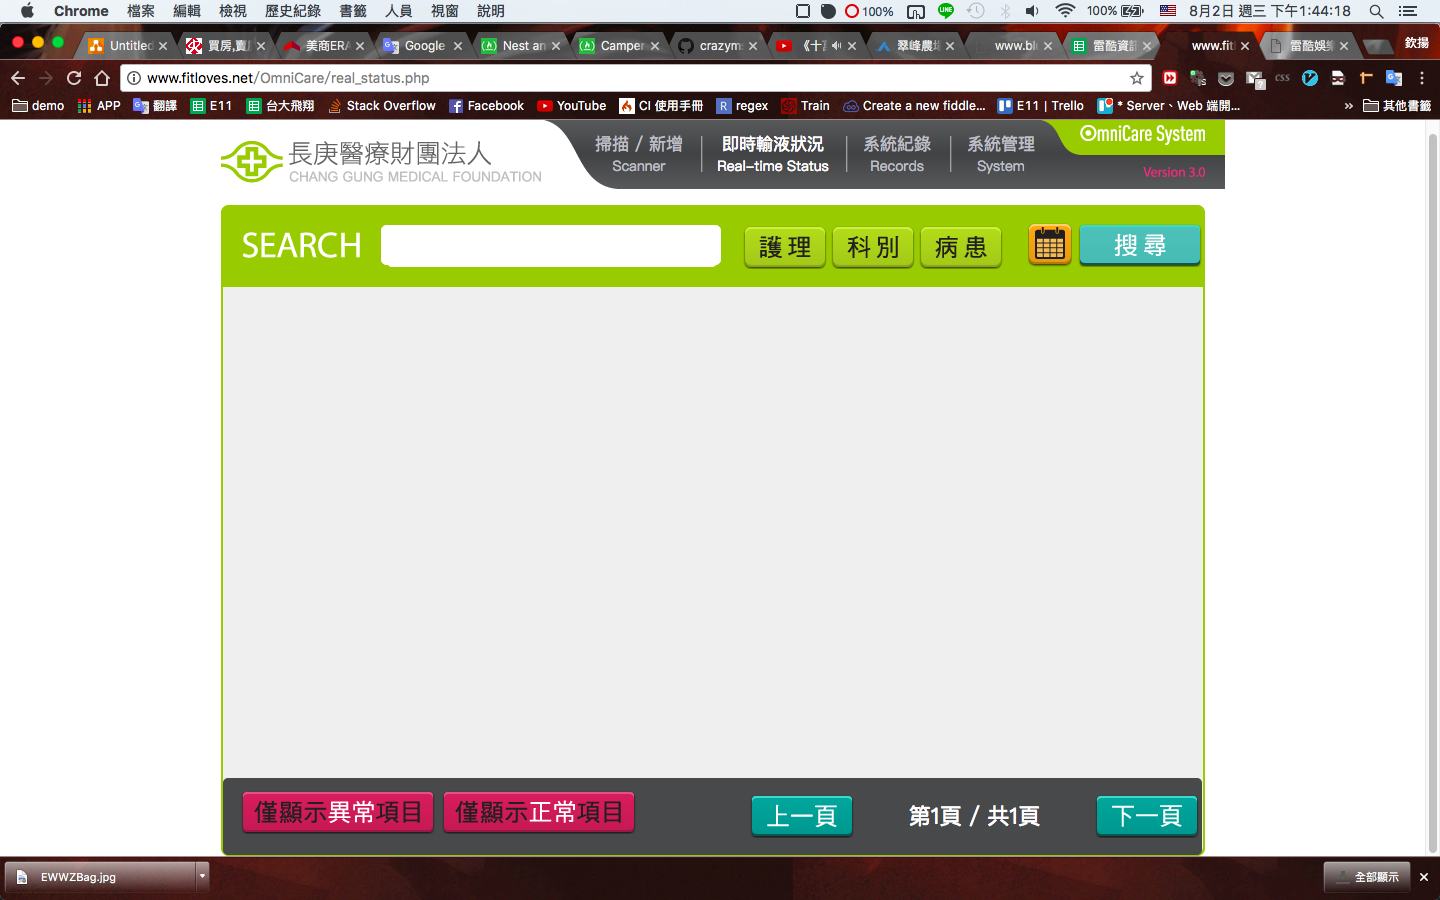 Chrome 檔案 編輯 檢視 歷史紀錄 書籤 人員 視窗 說明 100% LINE 100% 8月2日 週三 下午1:44:18
Untitled 買房,賣 美商ERA Google Nest an Camper crazym 《十 翠峰農場 www.bl 雷酷資訊 www.fitl 雷酷娛樂 欽揚
www.fitloves.net/OmniCare/real_status.php
demo APP 翻譯 E11 台大飛翔 Stack Overflow Facebook YouTube CI 使用手冊 regex Train Create a new fiddle... E11 | Trello * Server、Web 端開... » 其他書籤
長庚醫療財團法人
CHANG GUNG MEDICAL FOUNDATION
掃描 / 新增 即時輸液狀況 系統紀錄 系統管理
Scanner Real-time Status Records System
OmniCare System
Version 3.0
SEARCH 護理 科別 病患 搜尋
僅顯示異常項目 僅顯示正常項目 上一頁 第1頁 / 共1頁 下一頁
EWWZBag.jpg 全部顯示